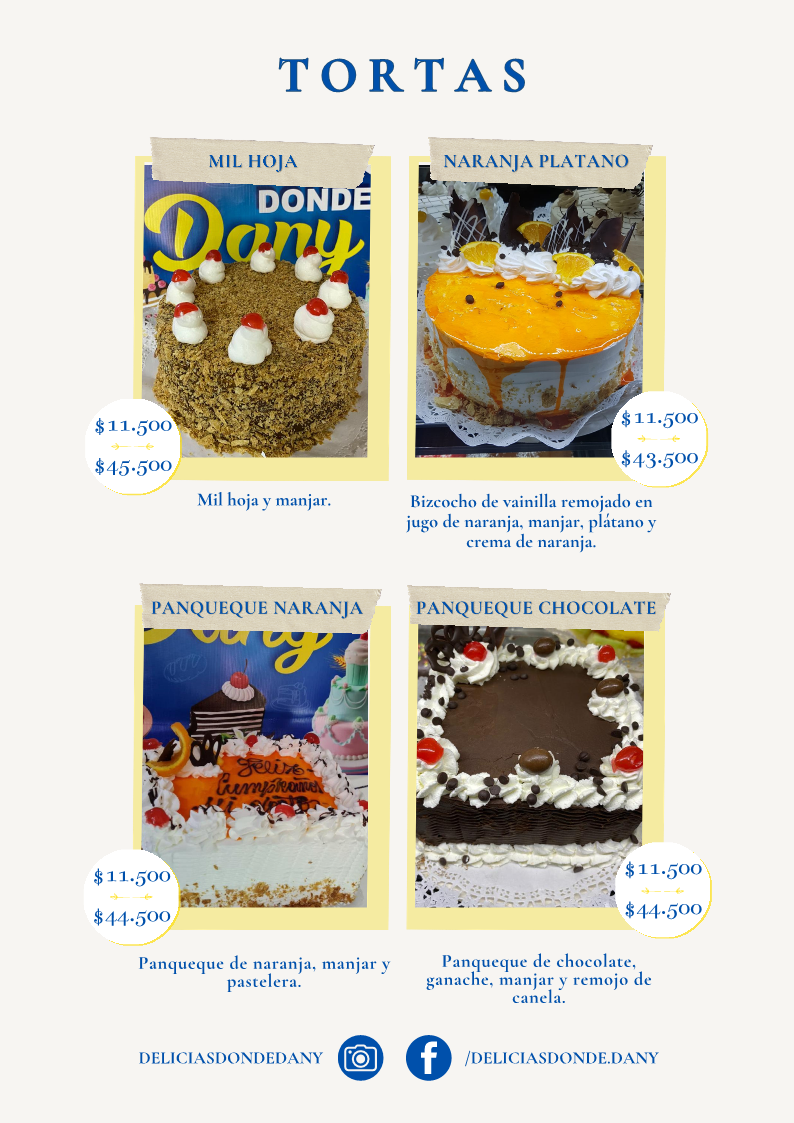 TORTAS
MIL HOJA
DONDE
Dany
$11.500
$45.500
Mil hoja y manjar.
NARANJA PLATANO
$11.500
$43.500
Bizcocho de vainilla remojado en
jugo de naranja, manjar, plátano y
crema de naranja.
PANQUEQUE NARANJA
Dany
Feliz
Cumpleaños
$11.500
$44.500
Panqueque de naranja, manjar y
pastelera.
PANQUEQUE CHOCOLATE
$11.500
$44.500
Panqueque de chocolate,
ganache, manjar y remojo de
canela.
DELICIASDONDEDANY
/DELICIASDONDE.DANY